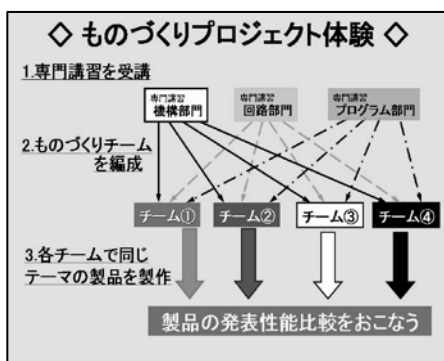 ◇ ものづくりプロジェクト体験 ◇
1.専門講習を受講
専門講習
機構部門
専門講習
回路部門
専門講習
プログラム部門
2.ものづくりチーム
を編成
チーム①
チーム②
チーム③
チーム④
3.各チームで同じ
テーマの製品を製作
製品の発表性能比較をおこなう